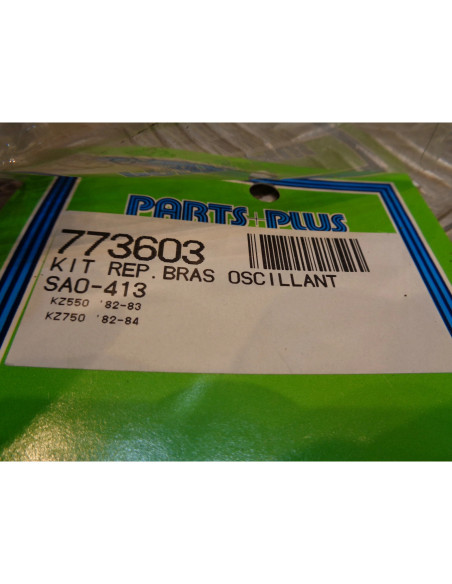 PARTS+PLUS
773603
KIT REP. BRAS OSCILLANT
SAO-413
KZ550 '82-83
KZ750 '82-84